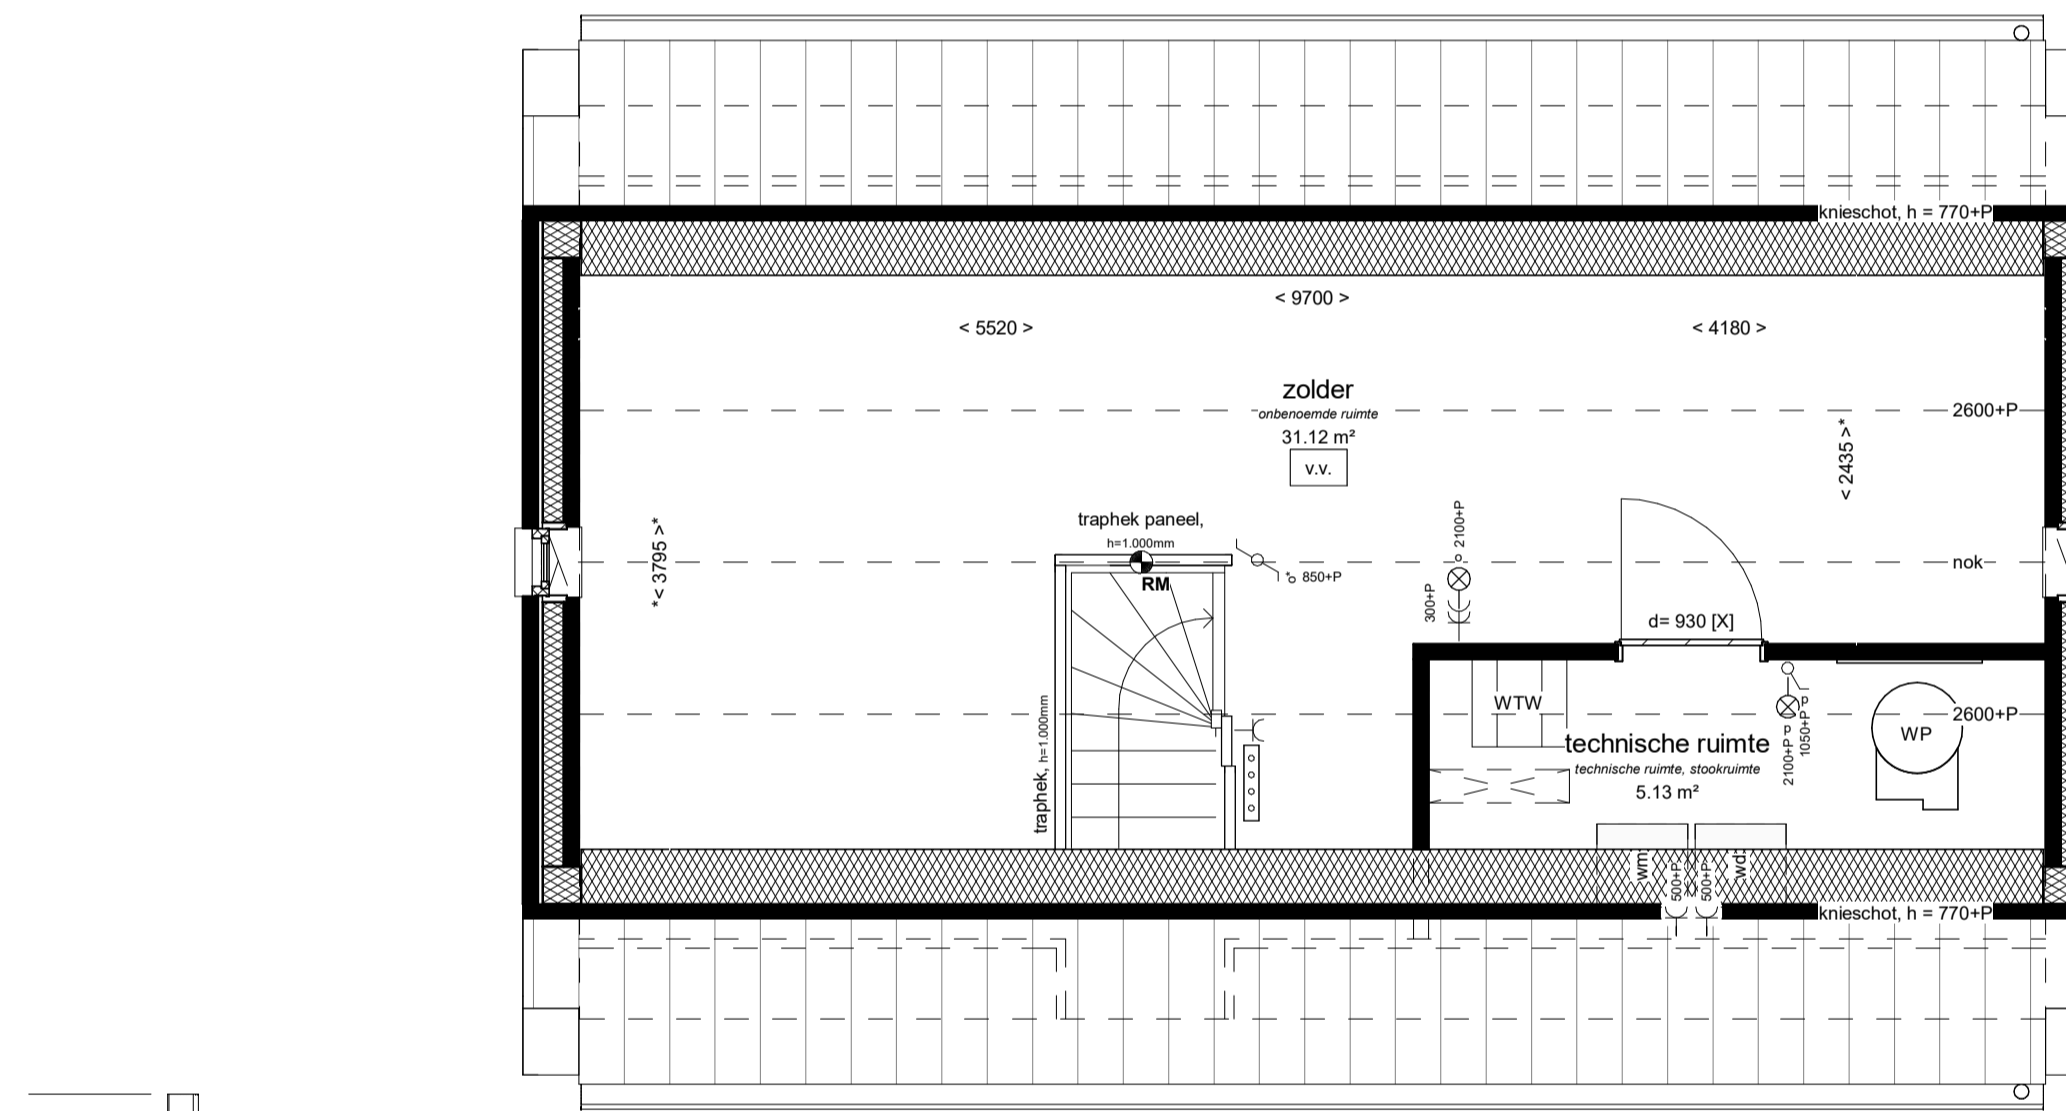 knieschot, h = 770+P
< 9700 >
< 5520 >
< 4180 >
zolder
onbenoemde ruimte
31.12 m²
v.v.
2600+P
*< 3795 >*
< 2435 >*
traphek paneel,
h=1.000mm
RM
850+P
2100+P
300+P
nok
d= 930 [X]
traphek, h=1.000mm
WTW
technische ruimte
technische ruimte, stookruimte
5.13 m²
p
1050+P
p
2100+P
WP
2600+P
wm
500+P
500+P
wd
knieschot, h = 770+P